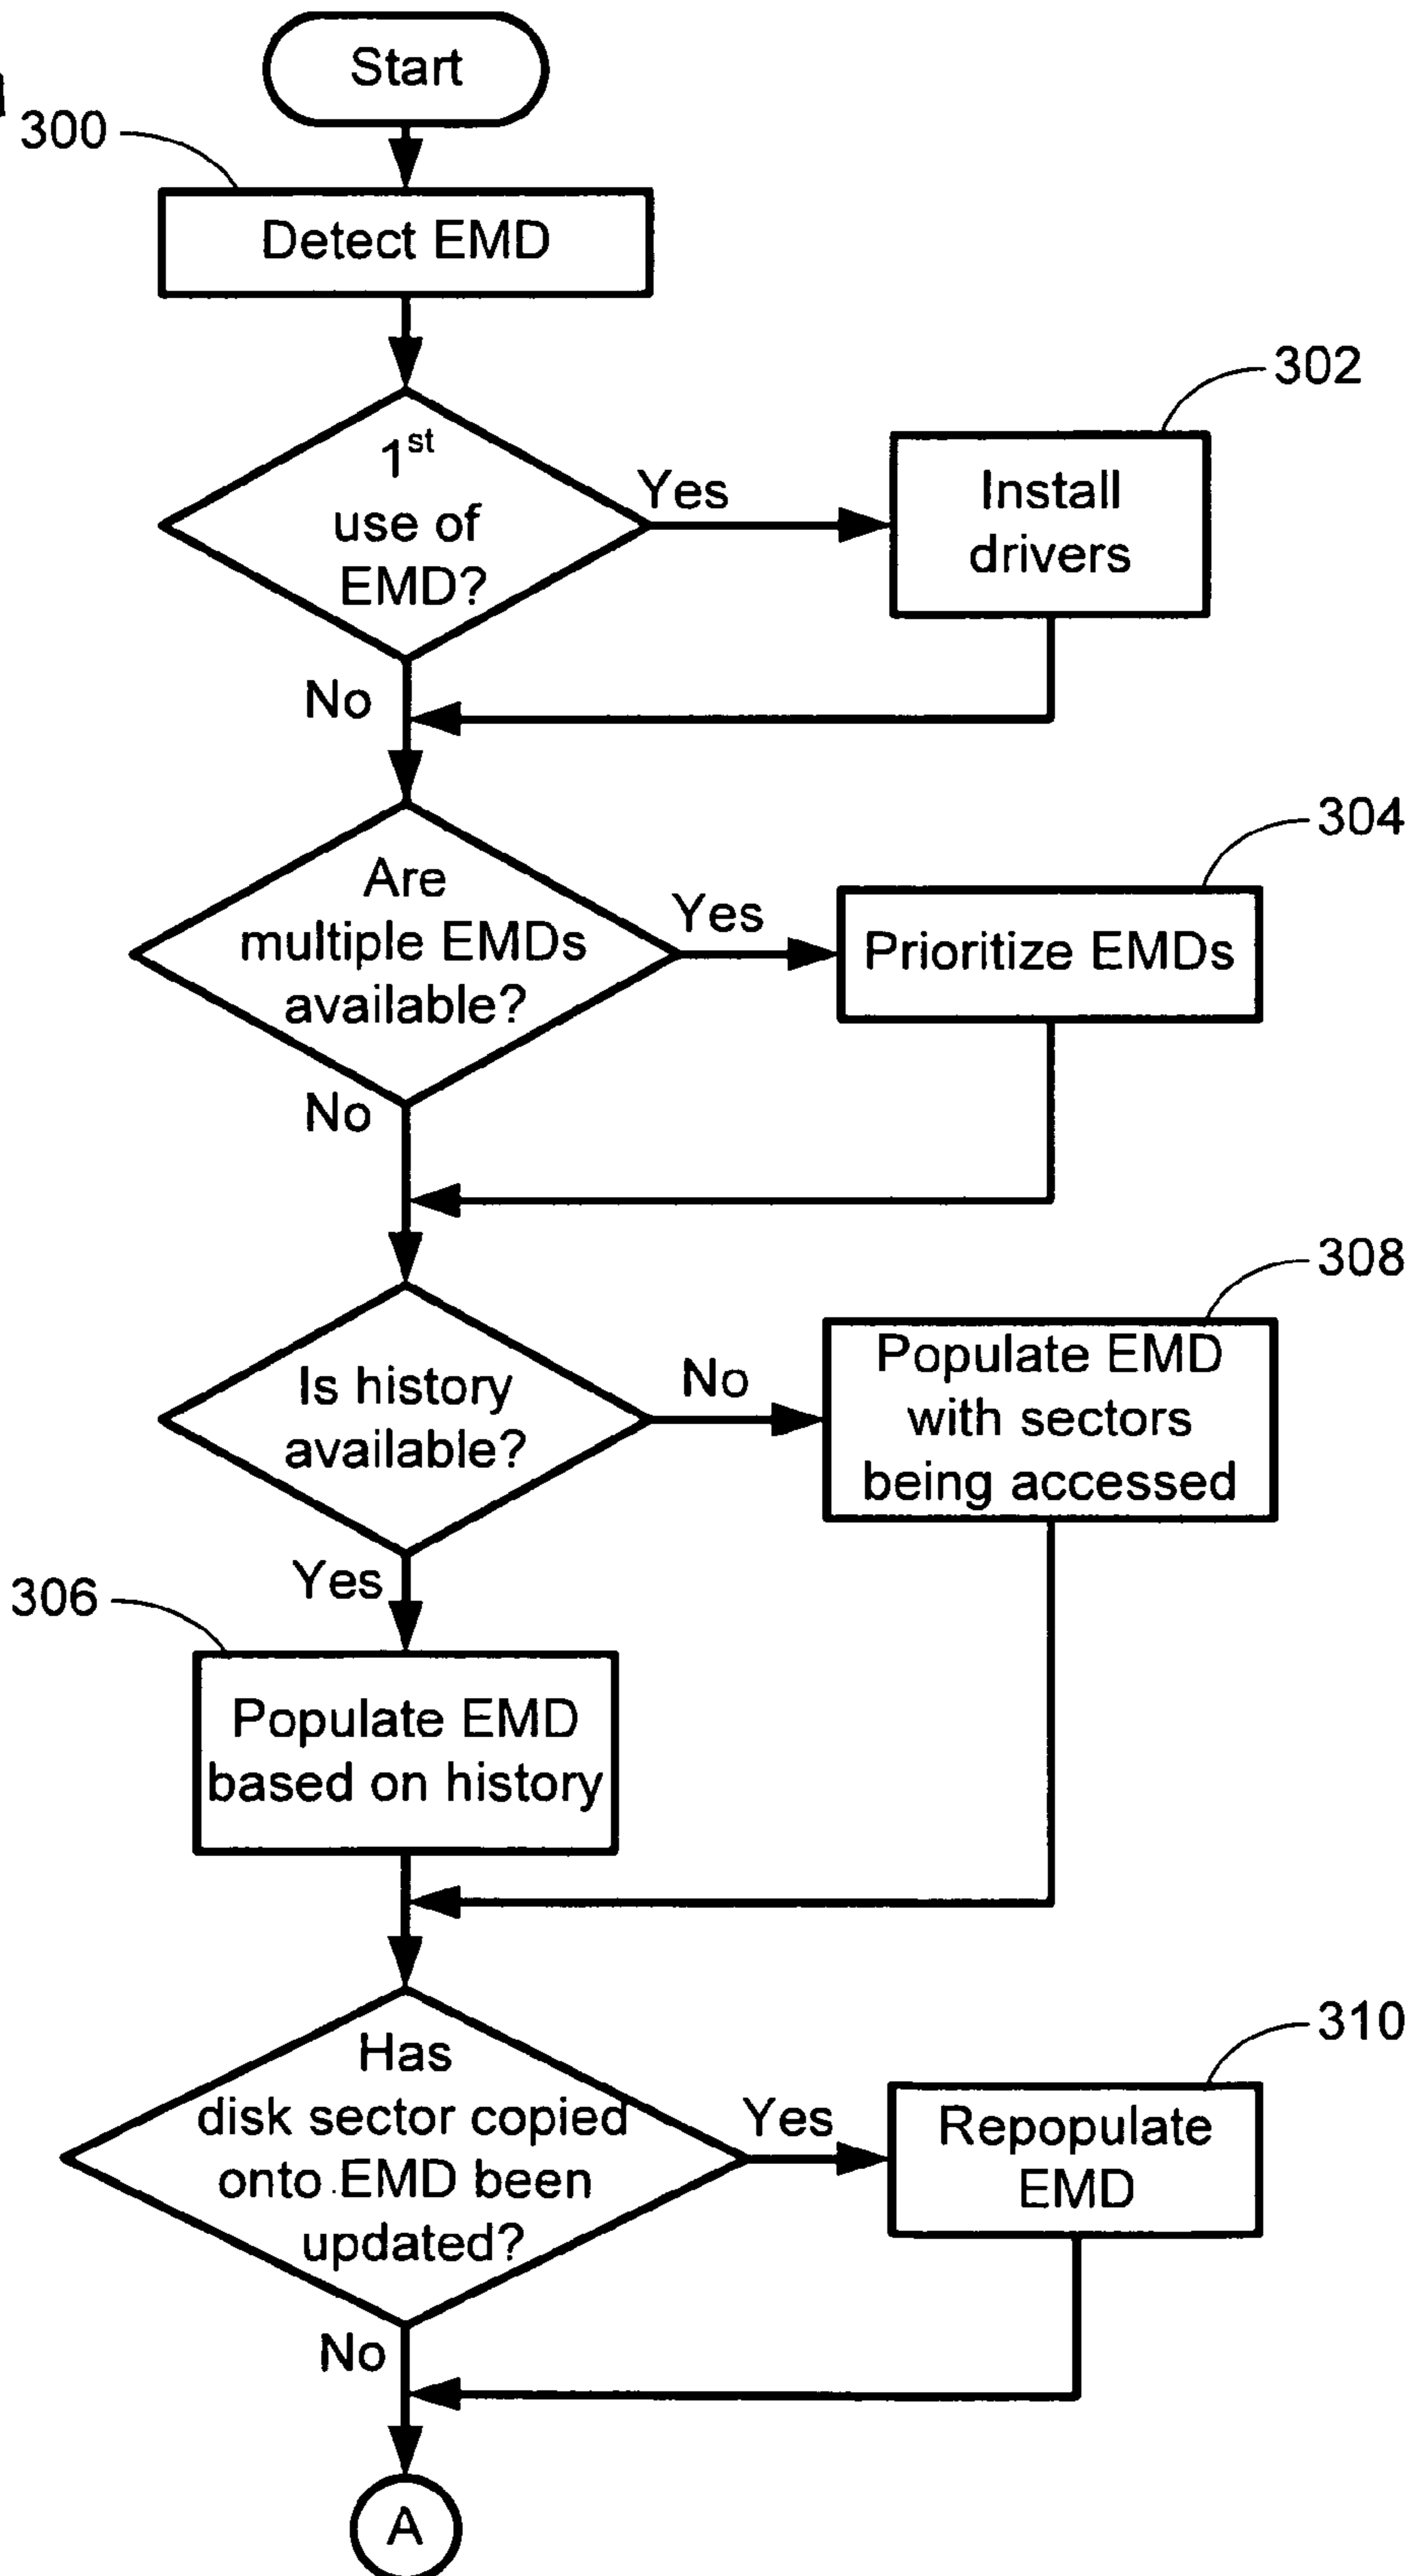 Start
300
Detect EMD
302
1st
use of
EMD?
Yes
Install
drivers
No
304
Are
multiple EMDs
available?
Yes
Prioritize EMDs
No
308
Is history
available?
No
Populate EMD
with sectors
being accessed
Yes
306
Populate EMD
based on history
310
Has
disk sector copied
onto EMD been
updated?
Yes
Repopulate
EMD
No
A